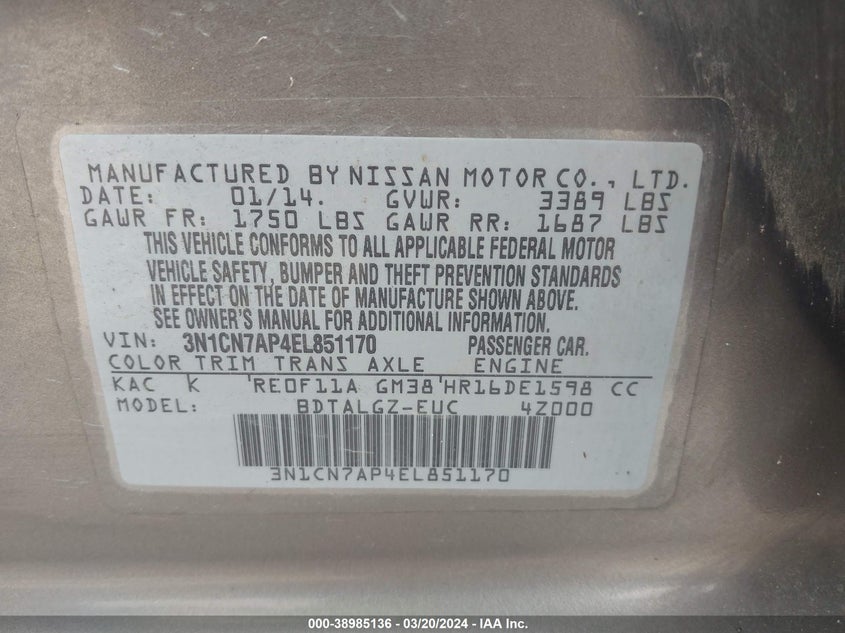 MANUFACTURED BY NISSAN MOTOR CO., LTD.
DATE: 01/14. GVWR: 3389 LBS
GAWR FR: 1750 LBS GAWR RR: 1687 LBS
THIS VEHICLE CONFORMS TO ALL APPLICABLE FEDERAL MOTOR
VEHICLE SAFETY, BUMPER AND THEFT PREVENTION STANDARDS
IN EFFECT ON THE DATE OF MANUFACTURE SHOWN ABOVE.
SEE OWNER'S MANUAL FOR ADDITIONAL INFORMATION.
VIN: 3N1CN7AP4EL851170 PASSENGER CAR.
COLOR TRIM TRANS AXLE ENGINE
KAC K RE0F11A GM38 HR16DE1598 CC
MODEL: BDTALGZ-EUC 4Z000
3N1CN7AP4EL851170
000-38985136 - 03/20/2024 - IAA Inc.